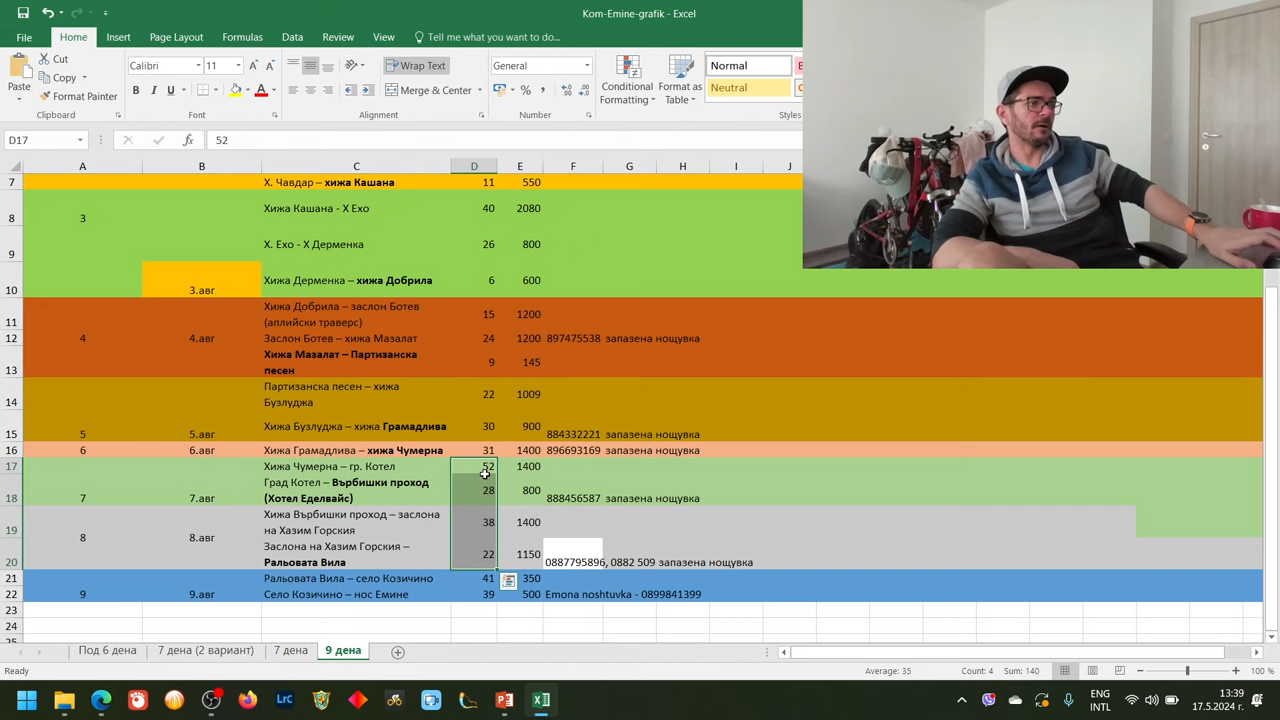 Kom-Emine-grafik - Excel
File Home Insert Page Layout Formulas Data Review View Tell me what you want to do...
Cut
Copy
Format Painter
Paste
Clipboard
Calibri 11
B I U
Font
Wrap Text
Merge & Center
Alignment
General
Number
Conditional Formatting
Format as Table
Normal
Neutral
Styles
D17 fx 52
A B C D E F G H I J
7 Х. Чавдар – хижа Кашана 11 550
8 3 Хижа Кашана - Х Ехо 40 2080
9 Х. Ехо - Х Дерменка 26 800
10 3.авг Хижа Дерменка – хижа Добрила 6 600
11 Хижа Добрила – заслон Ботев
(аплийски траверс) 15 1200
12 4 4.авг Заслон Ботев – хижа Мазалат 24 1200 897475538 запазена нощувка
13 Хижа Мазалат – Партизанска
песен 9 145
14 Партизанска песен – хижа
Бузлуджа 22 1009
15 5 5.авг Хижа Бузлуджа – хижа Грамадлива 30 900 884332221 запазена нощувка
16 6 6.авг Хижа Грамадлива – хижа Чумерна 31 1400 896693169 запазена нощувка
17 Хижа Чумерна – гр. Котел 52 1400
18 7 7.авг Град Котел – Върбишки проход
(Хотел Еделвайс) 28 800 888456587 запазена нощувка
19 8 8.авг Хижа Върбишки проход – заслона
на Хазим Горския 38 1400
20 Заслона на Хазим Горския –
Ральовата Вила 22 1150 0887795896, 0882 509 запазена нощувка
21 Ральовата Вила – село Козичино 41 350
22 9 9.авг Село Козичино – нос Емине 39 500 Emona noshtuvka - 0899841399
23
24
25
Под 6 дена 7 дена (2 вариант) 7 дена 9 дена
Ready Average: 35 Count: 4 Sum: 140 100 %
LrC
ENG
INTL
13:39
17.5.2024 г.